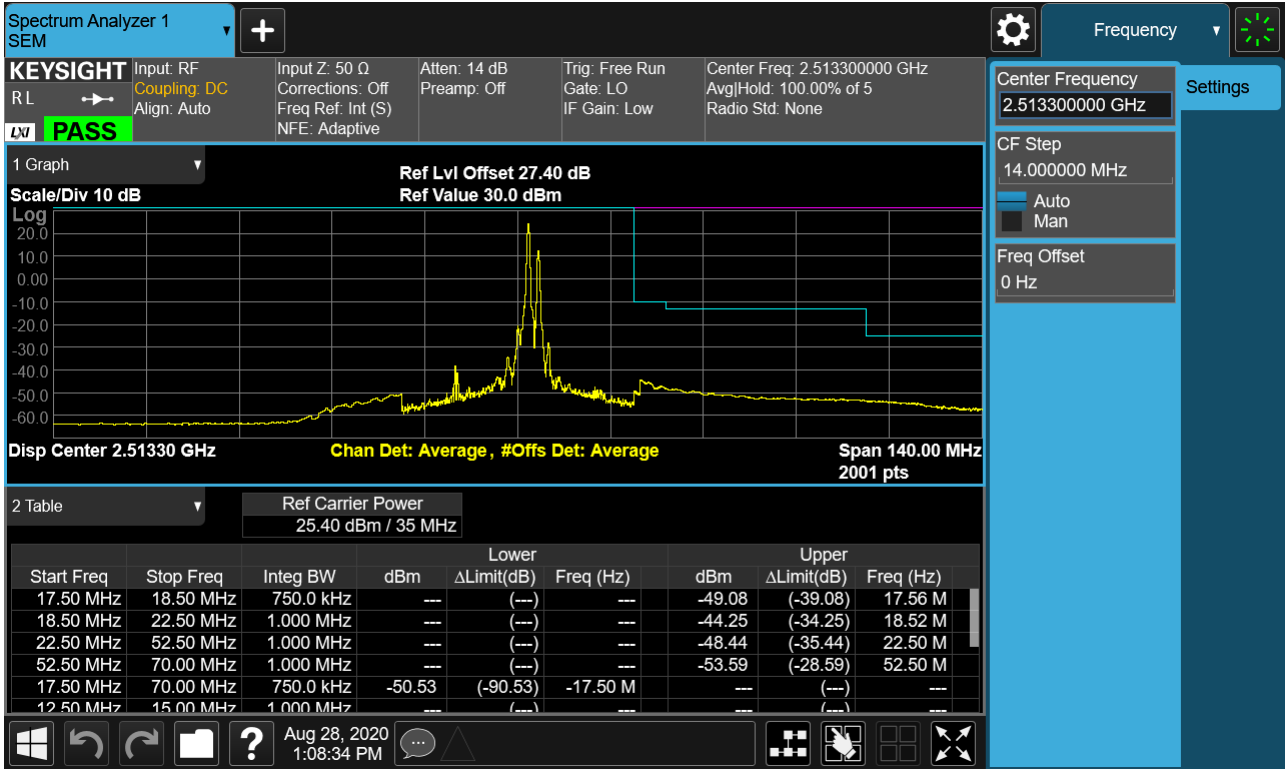 Spectrum Analyzer 1
SEM
Frequency
KEYSIGHT
R L
LXI PASS
Input: RF
Coupling: DC
Align: Auto
Input Z: 50 Ω
Corrections: Off
Freq Ref: Int (S)
NFE: Adaptive
Atten: 14 dB
Preamp: Off
Trig: Free Run
Gate: LO
IF Gain: Low
Center Freq: 2.513300000 GHz
Avg|Hold: 100.00% of 5
Radio Std: None
Center Frequency
2.513300000 GHz
Settings
CF Step
14.000000 MHz
Auto
Man
Freq Offset
0 Hz
1 Graph
Scale/Div 10 dB
Ref Lvl Offset 27.40 dB
Ref Value 30.0 dBm
Log
20.0
10.0
0.00
-10.0
-20.0
-30.0
-40.0
-50.0
-60.0
Disp Center 2.51330 GHz
Chan Det: Average , #Offs Det: Average
Span 140.00 MHz
2001 pts
2 Table
Ref Carrier Power
25.40 dBm / 35 MHz
Lower Upper
Start Freq Stop Freq Integ BW dBm ΔLimit(dB) Freq (Hz) dBm ΔLimit(dB) Freq (Hz)
17.50 MHz 18.50 MHz 750.0 kHz --- (---) --- -49.08 (-39.08) 17.56 M
18.50 MHz 22.50 MHz 1.000 MHz --- (---) --- -44.25 (-34.25) 18.52 M
22.50 MHz 52.50 MHz 1.000 MHz --- (---) --- -48.44 (-35.44) 22.50 M
52.50 MHz 70.00 MHz 1.000 MHz --- (---) --- -53.59 (-28.59) 52.50 M
17.50 MHz 70.00 MHz 750.0 kHz -50.53 (-90.53) -17.50 M --- (---) ---
12.50 MHz 15.00 MHz 1.000 MHz --- (---) --- --- (---) ---
?
Aug 28, 2020
1:08:34 PM